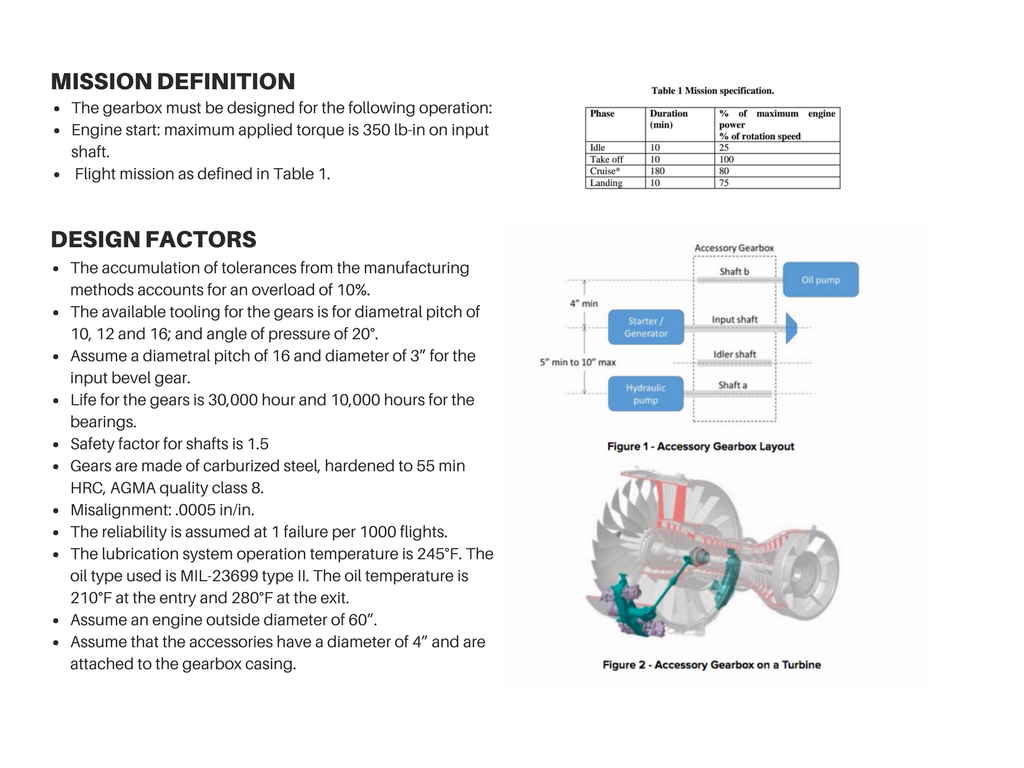 MISSION DEFINITION
• The gearbox must be designed for the following operation:
• Engine start: maximum applied torque is 350 lb-in on input
shaft.
• Flight mission as defined in Table 1.
DESIGN FACTORS
• The accumulation of tolerances from the manufacturing
methods accounts for an overload of 10%.
• The available tooling for the gears is for diametral pitch of
10, 12 and 16; and angle of pressure of 20°.
• Assume a diametral pitch of 16 and diameter of 3” for the
input bevel gear.
• Life for the gears is 30,000 hour and 10,000 hours for the
bearings.
• Safety factor for shafts is 1.5
• Gears are made of carburized steel, hardened to 55 min
HRC, AGMA quality class 8.
• Misalignment: .0005 in/in.
• The reliability is assumed at 1 failure per 1000 flights.
• The lubrication system operation temperature is 245°F. The
oil type used is MIL-23699 type II. The oil temperature is
210°F at the entry and 280°F at the exit.
• Assume an engine outside diameter of 60”.
• Assume that the accessories have a diameter of 4” and are
attached to the gearbox casing.
Table 1 Mission specification.
Phase Duration % of maximum engine
(min) power
% of rotation speed
Idle 10 25
Take off 10 100
Cruise* 180 80
Landing 10 75
Accessory Gearbox
Shaft b
Oil pump
4” min
Starter /
Generator
Input shaft
Idler shaft
5” min to 10” max
Hydraulic
pump
Shaft a
Figure 1 - Accessory Gearbox Layout
Figure 2 - Accessory Gearbox on a Turbine